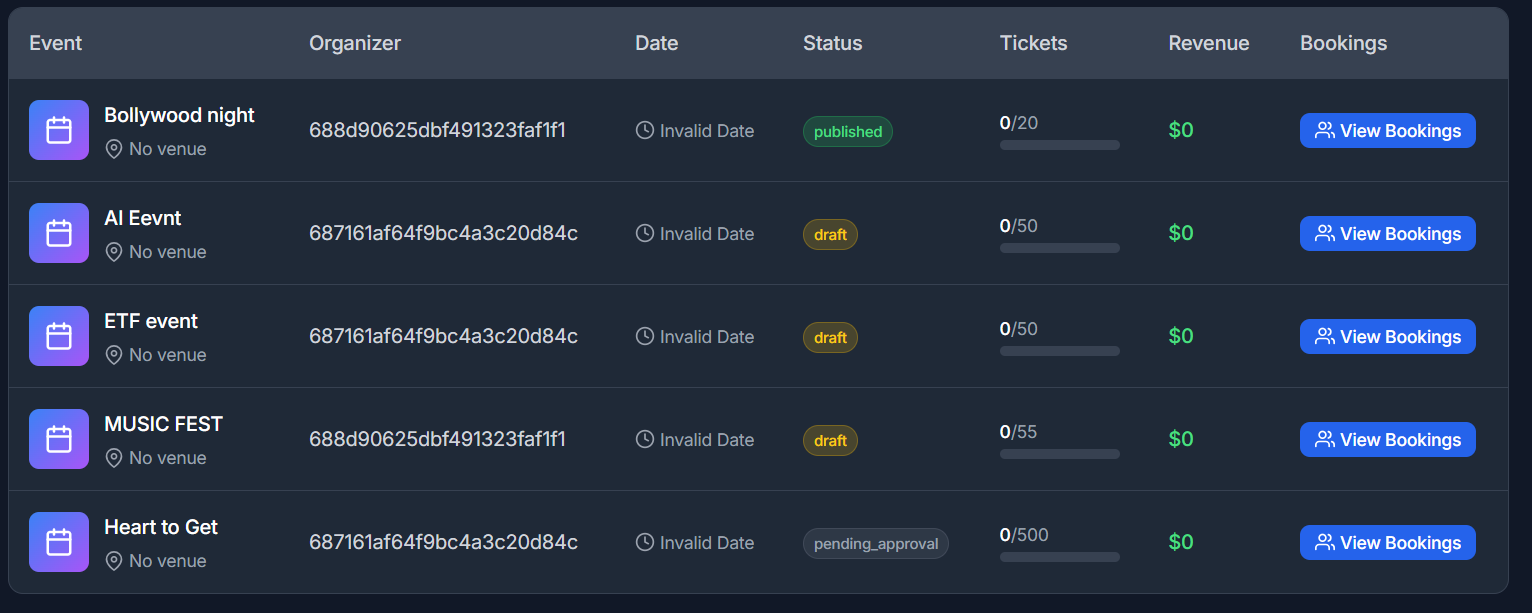 Event Organizer Date Status Tickets Revenue Bookings
Bollywood night
No venue
688d90625dbf491323faf1f1
Invalid Date
published
0/20
$0
View Bookings
AI Eevnt
No venue
687161af64f9bc4a3c20d84c
Invalid Date
draft
0/50
$0
View Bookings
ETF event
No venue
687161af64f9bc4a3c20d84c
Invalid Date
draft
0/50
$0
View Bookings
MUSIC FEST
No venue
688d90625dbf491323faf1f1
Invalid Date
draft
0/55
$0
View Bookings
Heart to Get
No venue
687161af64f9bc4a3c20d84c
Invalid Date
pending_approval
0/500
$0
View Bookings